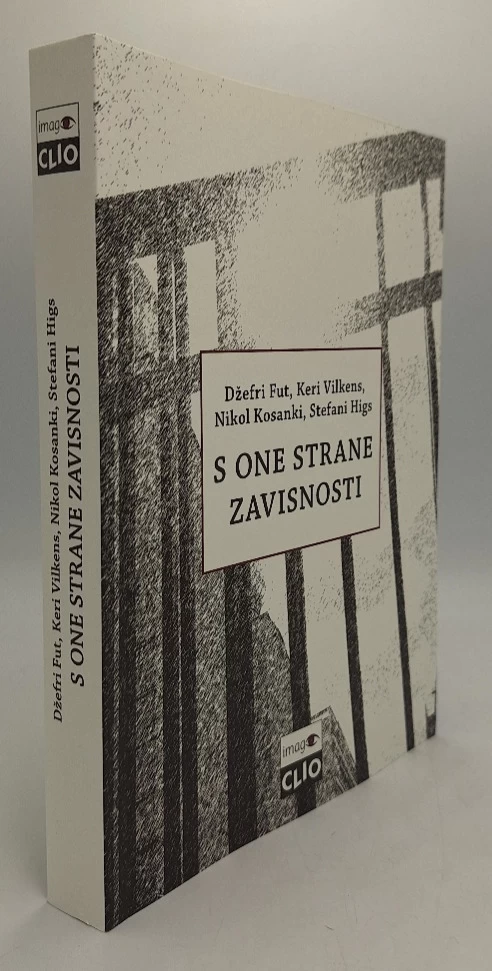 imago
CLIO
Džefri Fut, Keri Vilkens, Nikol Kosanki, Stefani Higs
S ONE STRANE ZAVISNOSTI
Džefri Fut, Keri Vilkens,
Nikol Kosanki, Stefani Higs
S ONE STRANE
ZAVISNOSTI
imago
CLIO